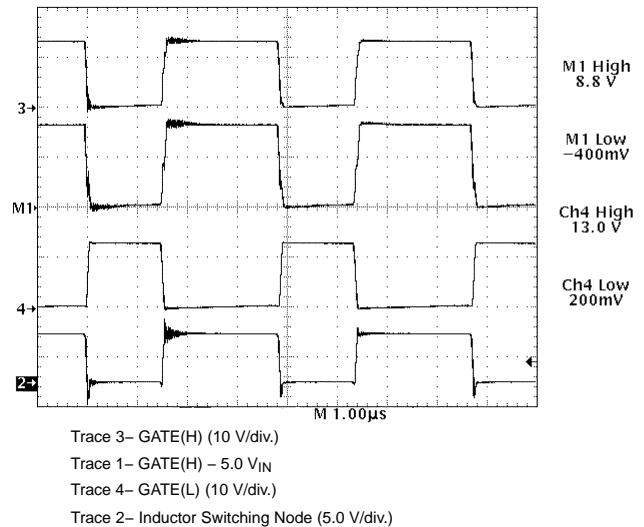 M1 High
8.8 V
3→
M1 Low
−400mV
M1
Ch4 High
13.0 V
Ch4 Low
200mV
4→
2→
M 1.00µs
Trace 3– GATE(H) (10 V/div.)
Trace 1– GATE(H) – 5.0 VIN
Trace 4– GATE(L) (10 V/div.)
Trace 2– Inductor Switching Node (5.0 V/div.)